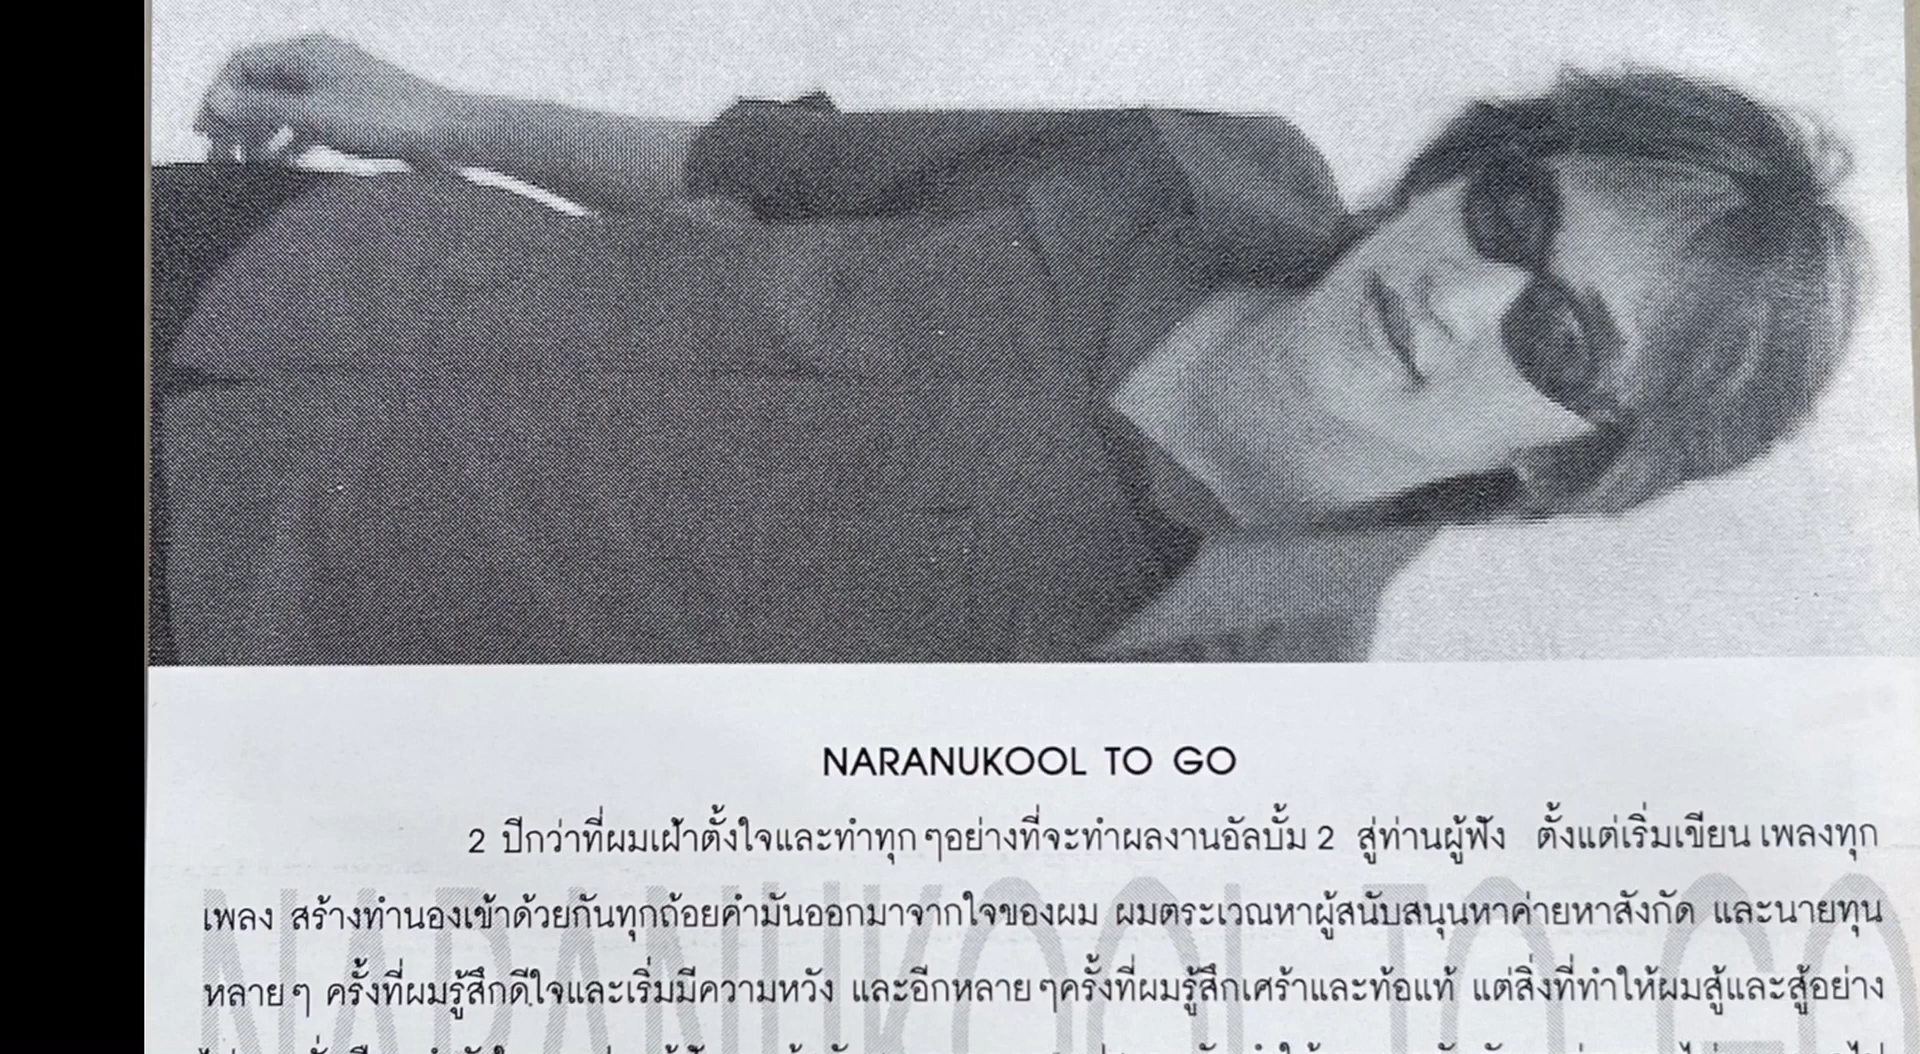 NARANUKOOL TO GO
2 ปีกว่าที่ผมเฝ้าตั้งใจและทำทุกๆอย่างที่จะทำผลงานอัลบั้ม 2 สู่ท่านผู้ฟัง ตั้งแต่เริ่มเขียน เพลงทุก
เพลง สร้างทำนองเข้าด้วยกันทุกถ้อยคำมันออกมาจากใจของผม ผมตระเวณหาผู้สนับสนุนหาค่ายหาสังกัด และนายทุน
หลายๆ ครั้งที่ผมรู้สึกดีใจและเริ่มมีความหวัง และอีกหลายๆครั้งที่ผมรู้สึกเศร้าและท้อแท้ แต่สิ่งที่ทำให้ผมสู้และสู้อย่าง
NARANUKOOL TO GO